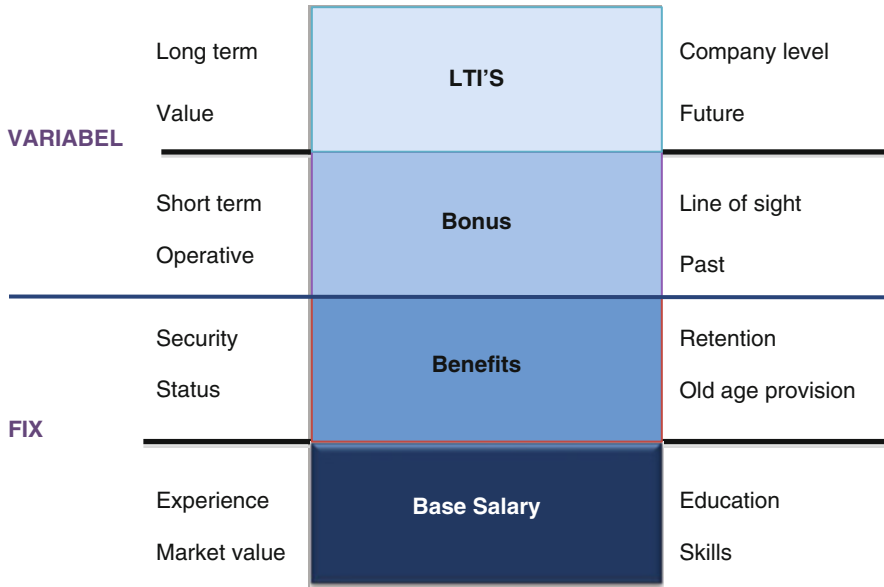 Long term
LTI'S
Company level
Value
Future
VARIABEL
Short term
Bonus
Line of sight
Operative
Past
Security
Benefits
Retention
Status
Old age provision
FIX
Experience
Base Salary
Education
Market value
Skills